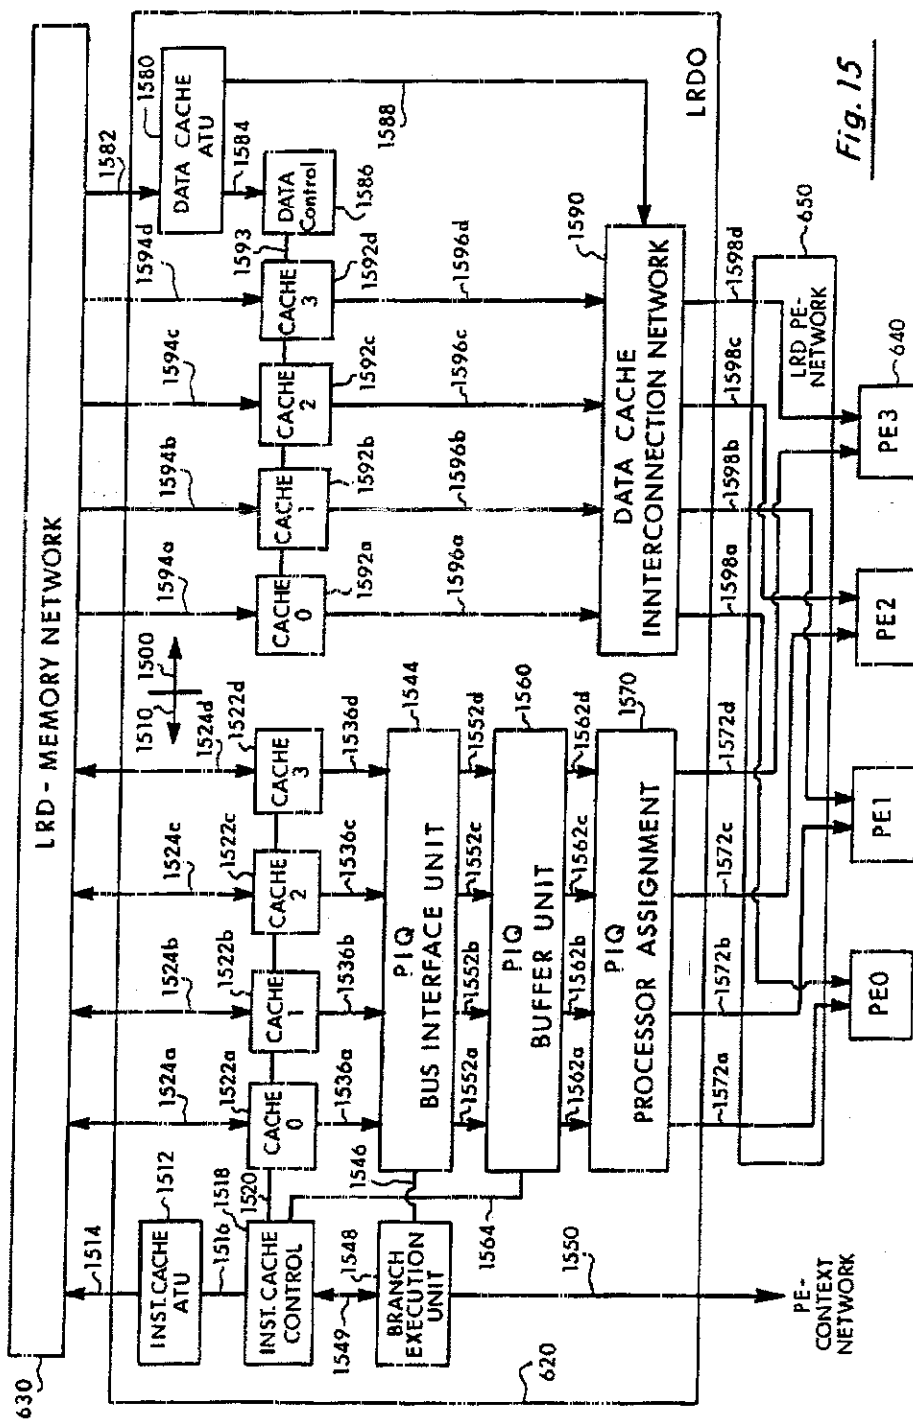 630
LRD - MEMORY NETWORK
1514
1524a
1524b
1524c
1524d
1510
1500
1594a
1594b
1594c
1594d
1582
1580
INST. CACHE
ATU
1512
1516
1518
1520
INST. CACHE
CONTROL
1522a
1522b
1522c
1522d
CACHE
0
CACHE
1
CACHE
2
CACHE
3
1592a
1592b
1592c
1592d
CACHE
0
CACHE
1
CACHE
2
CACHE
3
1593
DATA CACHE
ATU
1584
DATA
Control
1586
1588
1549
1548
1546
1536a
1536b
1536c
1536d
1544
1596a
1596b
1596c
1596d
BRANCH
EXECUTION
UNIT
PIQ
BUS INTERFACE UNIT
1552a
1552b
1552c
1552d
1560
1564
PIQ
BUFFER UNIT
1562a
1562b
1562c
1562d
1570
1590
DATA CACHE
INNTERCONNECTION NETWORK
1550
PIQ
PROCESSOR ASSIGNMENT
620
1572a
1572b
1572c
1572d
1598a
1598b
1598c
1598d
LRDO
650
LRD PE-
NETWORK
PE-
CONTEXT
NETWORK
PE0
PE1
PE2
PE3
640
Fig. 15